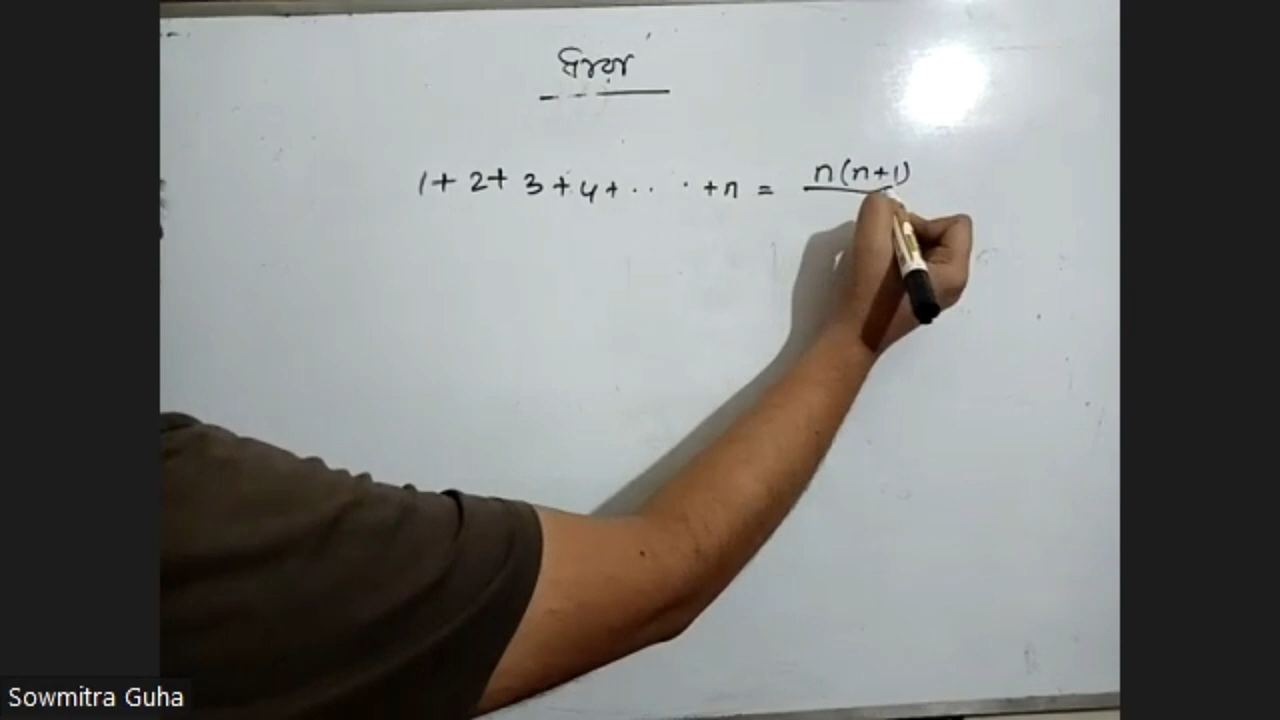 ধারা
1 + 2 + 3 + 4 + .. . + n = n(n+1)
Sowmitra Guha